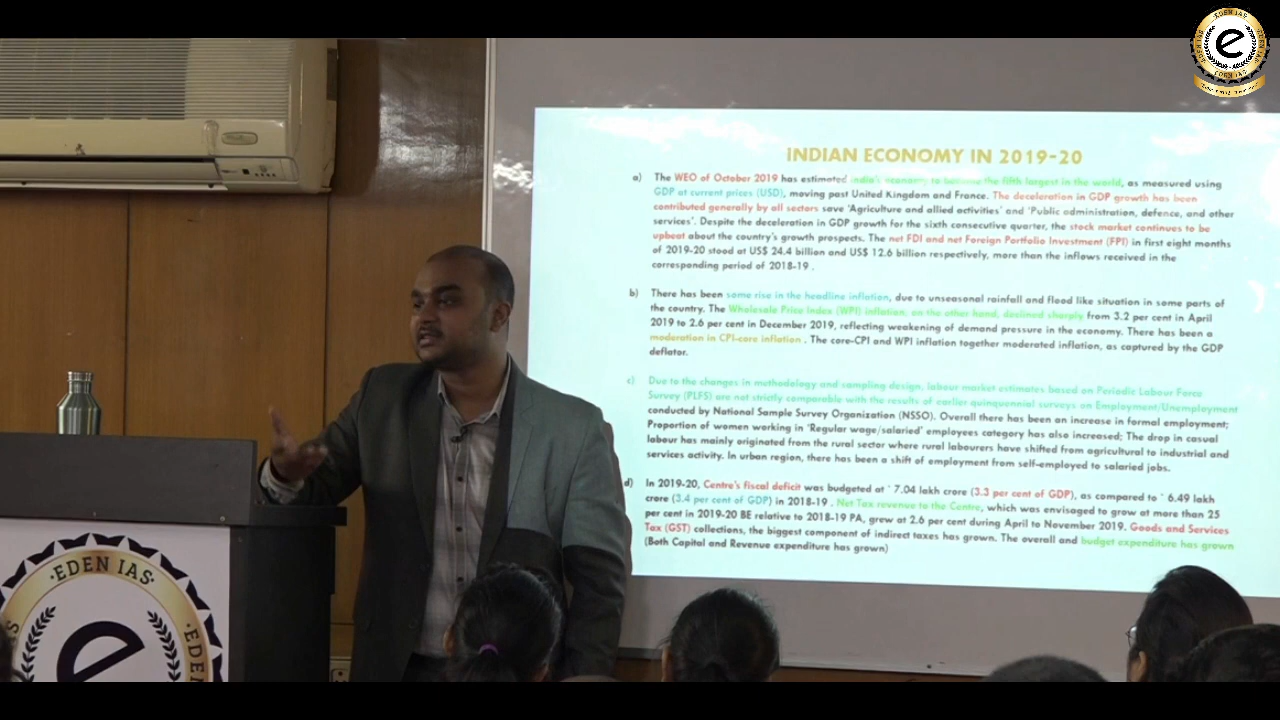 EDEN IAS
EDEN IAS
INDIAN ECONOMY IN 2019-20
a) The WEO of October 2019 has estimated India's economy to become the fifth largest in the world, as measured using
GDP at current prices (USD), moving past United Kingdom and France. The deceleration in GDP growth has been
contributed generally by all sectors save 'Agriculture and allied activities' and 'Public administration, defence, and other
services'. Despite the deceleration in GDP growth for the sixth consecutive quarter, the stock market continues to be
upbeat about the country's growth prospects. The net FDI and net Foreign Portfolio Investment (FPI) in first eight months
of 2019-20 stood at US$ 24.4 billion and US$ 12.6 billion respectively, more than the inflows received in the
corresponding period of 2018-19 .
b) There has been some rise in the headline inflation, due to unseasonal rainfall and flood like situation in some parts of
the country. The Wholesale Price Index (WPI) inflation, on the other hand, declined sharply from 3.2 per cent in April
2019 to 2.6 per cent in December 2019, reflecting weakening of demand pressure in the economy. There has been a
moderation in CPI-core inflation . The core-CPI and WPI inflation together moderated inflation, as captured by the GDP
deflator.
c) Due to the changes in methodology and sampling design, labour market estimates based on Periodic Labour Force
Survey (PLFS) are not strictly comparable with the results of earlier quinquennial surveys on Employment/Unemployment
conducted by National Sample Survey Organization (NSSO). Overall there has been an increase in formal employment;
Proportion of women working in 'Regular wage/salaried' employees category has also increased; The drop in casual
labour has mainly originated from the rural sector where rural labourers have shifted from agricultural to industrial and
services activity. In urban region, there has been a shift of employment from self-employed to salaried jobs.
d) In 2019-20, Centre's fiscal deficit was budgeted at ` 7.04 lakh crore (3.3 per cent of GDP), as compared to ` 6.49 lakh
crore (3.4 per cent of GDP) in 2018-19 . Net Tax revenue to the Centre, which was envisaged to grow at more than 25
per cent in 2019-20 BE relative to 2018-19 PA, grew at 2.6 per cent during April to November 2019. Goods and Services
Tax (GST) collections, the biggest component of indirect taxes has grown. The overall and budget expenditure has grown
(Both Capital and Revenue expenditure has grown)
EDEN IAS
EDEN